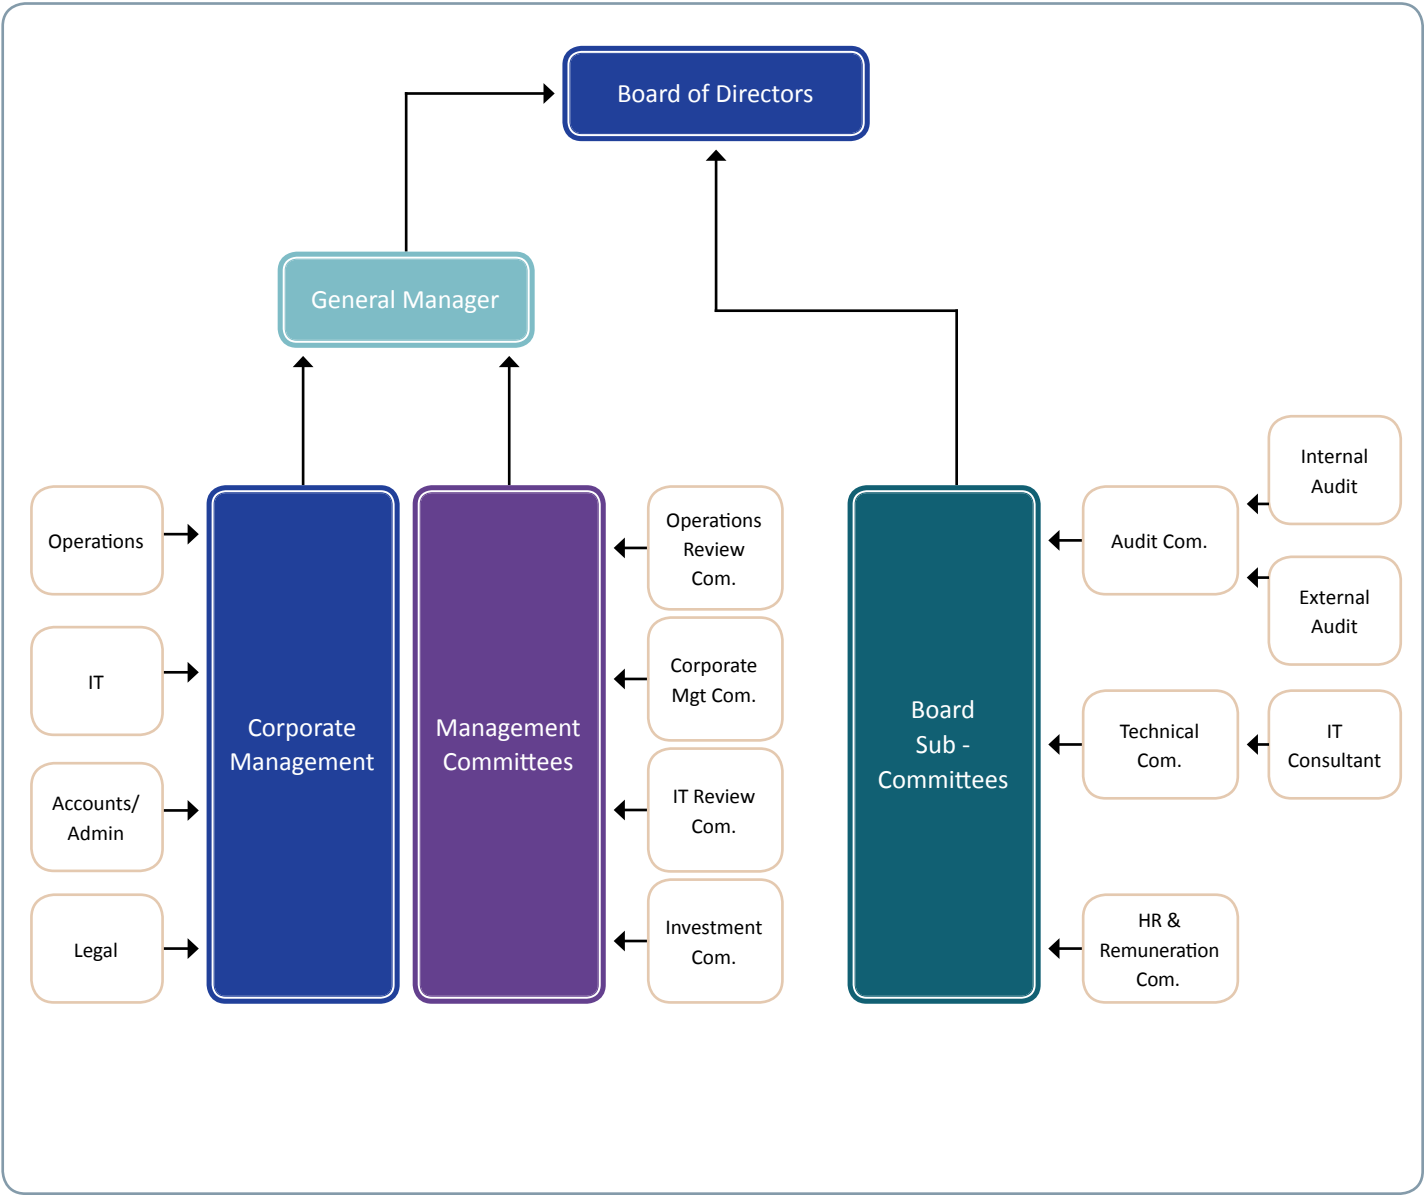 Board of Directors
General Manager
Operations
IT
Accounts/
Admin
Legal
Corporate
Management
Management
Committees
Operations
Review
Com.
Corporate
Mgt Com.
IT Review
Com.
Investment
Com.
Board
Sub -
Committees
Audit Com.
Technical
Com.
HR &
Remuneration
Com.
Internal
Audit
External
Audit
IT
Consultant